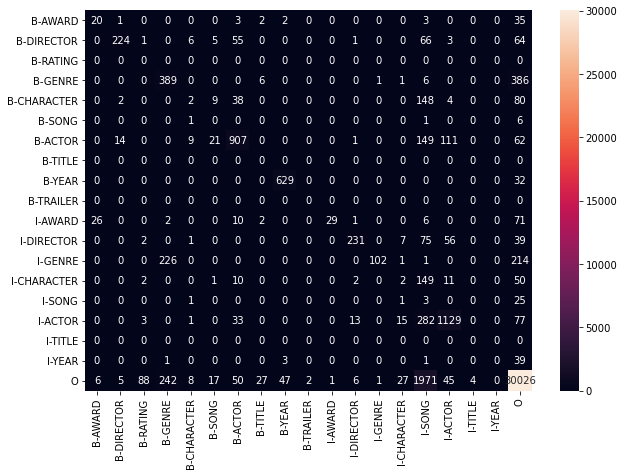 B-AWARD 20 1 0 0 0 0 3 2 2 0 0 0 0 0 3 0 0 0 35
B-DIRECTOR 0 224 1 0 6 5 55 0 0 0 0 1 0 0 66 3 0 0 64
B-RATING 0 0 0 0 0 0 0 0 0 0 0 0 0 0 0 0 0 0 0
B-GENRE 0 0 0 389 0 0 0 6 0 0 0 0 1 1 6 0 0 0 386
B-CHARACTER 0 2 0 0 2 9 38 0 0 0 0 0 0 0 148 4 0 0 80
B-SONG 0 0 0 0 1 0 0 0 0 0 0 0 0 0 1 0 0 0 6
B-ACTOR 0 14 0 0 9 21 907 0 0 0 0 1 0 0 149 111 0 0 62
B-TITLE 0 0 0 0 0 0 0 0 0 0 0 0 0 0 0 0 0 0 0
B-YEAR 0 0 0 0 0 0 0 0 629 0 0 0 0 0 0 0 0 0 32
B-TRAILER 0 0 0 0 0 0 0 0 0 0 0 0 0 0 0 0 0 0 0
I-AWARD 26 0 0 2 0 0 10 2 0 0 29 1 0 0 6 0 0 0 71
I-DIRECTOR 0 0 2 0 1 0 0 0 0 0 0 231 0 7 75 56 0 0 39
I-GENRE 0 0 0 226 0 0 0 0 0 0 0 0 102 1 1 0 0 0 214
I-CHARACTER 0 0 2 0 0 1 10 0 0 0 0 2 0 2 149 11 0 0 50
I-SONG 0 0 0 0 1 0 0 0 0 0 0 0 0 1 3 0 0 0 25
I-ACTOR 0 0 3 0 1 0 33 0 0 0 0 13 0 15 282 1129 0 0 77
I-TITLE 0 0 0 0 0 0 0 0 0 0 0 0 0 0 0 0 0 0 0
I-YEAR 0 0 0 1 0 0 0 0 3 0 0 0 0 0 1 0 0 0 39
O 6 5 88 242 8 17 50 27 47 2 1 6 1 27 1971 45 4 0 30026
B-AWARD B-DIRECTOR B-RATING B-GENRE B-CHARACTER B-SONG B-ACTOR B-TITLE B-YEAR B-TRAILER I-AWARD I-DIRECTOR I-GENRE I-CHARACTER I-SONG I-ACTOR I-TITLE I-YEAR O
30000
25000
20000
15000
10000
5000
0